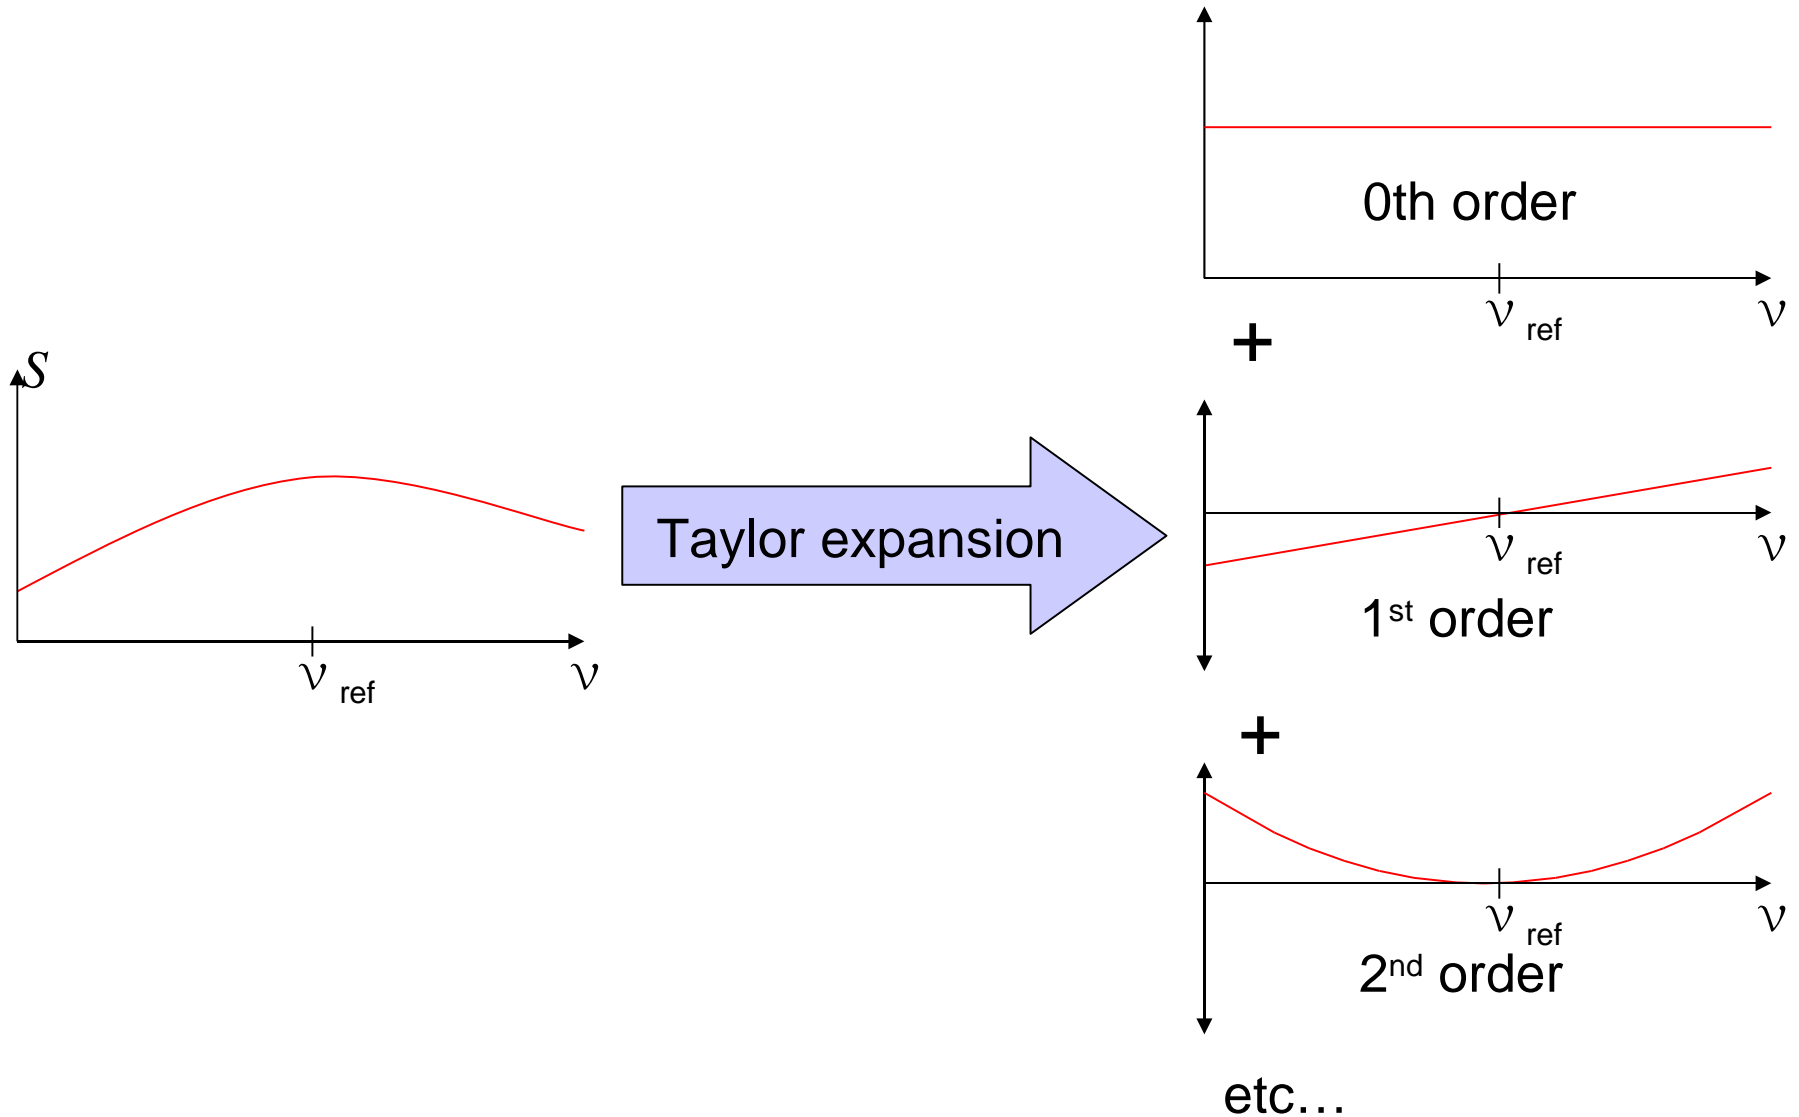 S
ν ref
ν
Taylor expansion
0th order
ν ref
ν
+
ν ref
ν
1st order
+
ν ref
ν
2nd order
etc…